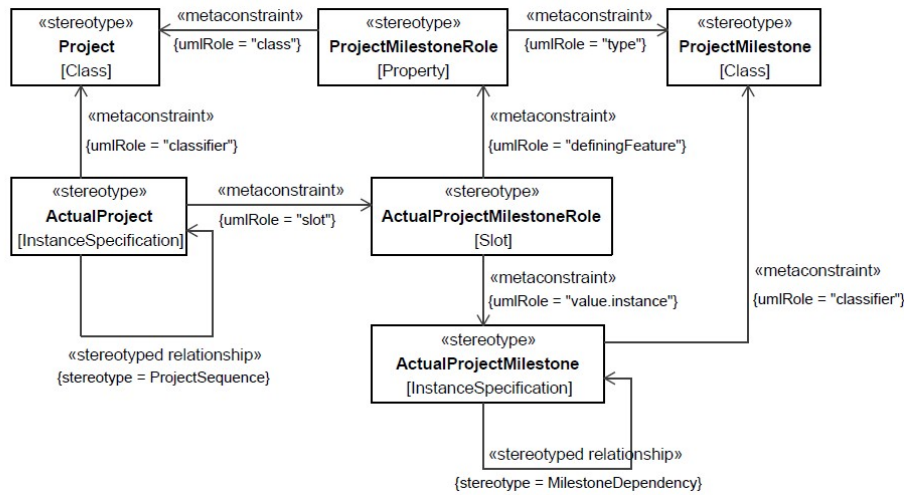 «stereotype»
Project
[Class]
«metaconstraint»
{umlRole = "class"}
«stereotype»
ProjectMilestoneRole
[Property]
«metaconstraint»
{umlRole = "type"}
«stereotype»
ProjectMilestone
[Class]
«metaconstraint»
{umlRole = "classifier"}
«metaconstraint»
{umlRole = "definingFeature"}
«stereotype»
ActualProject
[InstanceSpecification]
«metaconstraint»
{umlRole = "slot"}
«stereotype»
ActualProjectMilestoneRole
[Slot]
«metaconstraint»
{umlRole = "value.instance"}
«metaconstraint»
{umlRole = "classifier"}
«stereotyped relationship»
{stereotype = ProjectSequence}
«stereotype»
ActualProjectMilestone
[InstanceSpecification]
«stereotyped relationship»
{stereotype = MilestoneDependency}